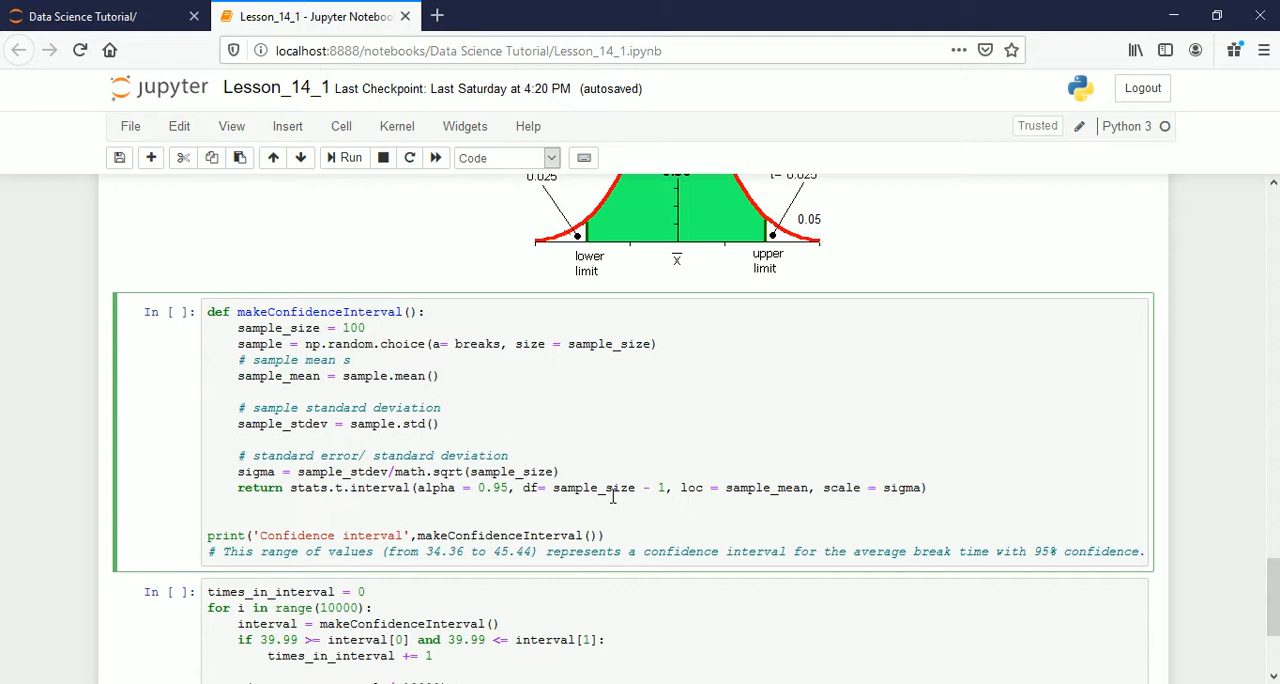 Data Science Tutorial/
Lesson_14_1 - Jupyter Noteboo
localhost:8888/notebooks/Data Science Tutorial/Lesson_14_1.ipynb
jupyter Lesson_14_1 Last Checkpoint: Last Saturday at 4:20 PM (autosaved)
Logout
File Edit View Insert Cell Kernel Widgets Help
Trusted
Python 3
Run
Code
0.025
0.05
lower
limit
X
upper
limit
In [ ]:
def makeConfidenceInterval():
sample_size = 100
sample = np.random.choice(a= breaks, size = sample_size)
# sample mean s
sample_mean = sample.mean()
# sample standard deviation
sample_stdev = sample.std()
# standard error/ standard deviation
sigma = sample_stdev/math.sqrt(sample_size)
return stats.t.interval(alpha = 0.95, df= sample_size - 1, loc = sample_mean, scale = sigma)
print('Confidence interval',makeConfidenceInterval())
# This range of values (from 34.36 to 45.44) represents a confidence interval for the average break time with 95% confidence.
In [ ]:
times_in_interval = 0
for i in range(10000):
interval = makeConfidenceInterval()
if 39.99 >= interval[0] and 39.99 <= interval[1]:
times_in_interval += 1